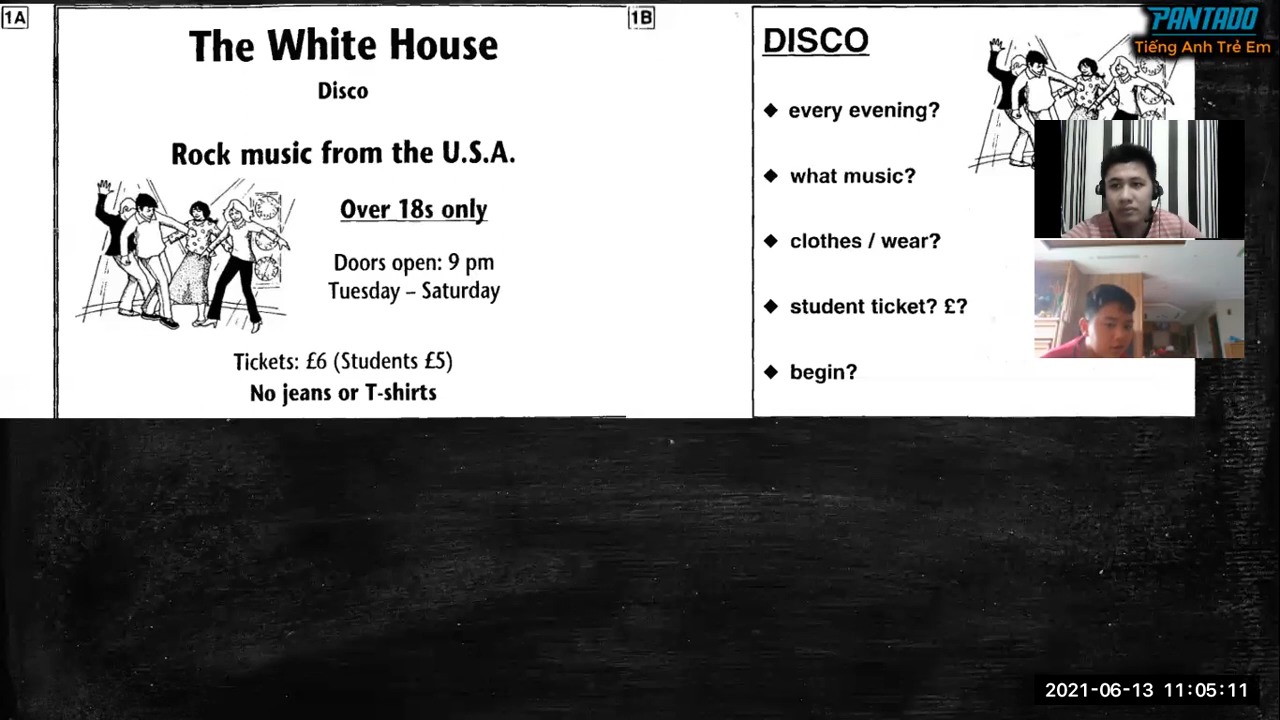 1A
The White House
Disco
Rock music from the U.S.A.
Over 18s only
Doors open: 9 pm
Tuesday – Saturday
Tickets: £6 (Students £5)
No jeans or T-shirts
1B
DISCO
◆ every evening?
◆ what music?
◆ clothes / wear?
◆ student ticket? £?
◆ begin?
PANTADO
Tiếng Anh Trẻ Em
2021-06-13 11:05:11